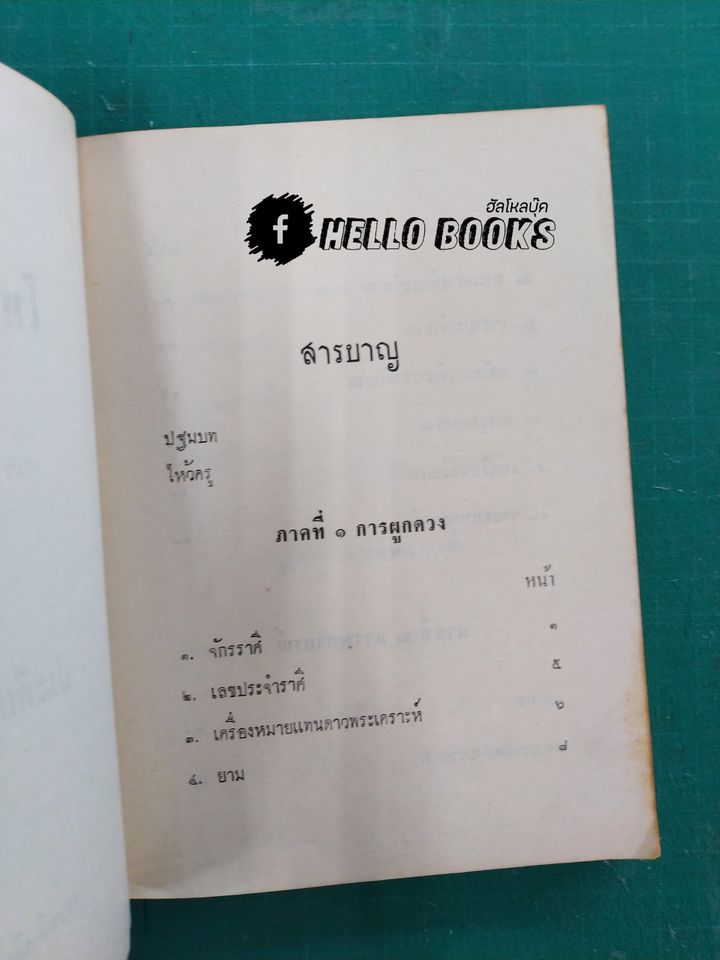 ฮัลโหลบุ๊ค
f HELLO BOOKS
สารบาญ
ปฐมบท
ไหว้ครู
ภาคที่ ๑ การผูกดวง
หน้า
๑. จักรราศี ๑
๒. เลขประจำราศี ๕
๓. เครื่องหมายแทนดาวพระเคราะห์ ๖
๔. ยาม ๘